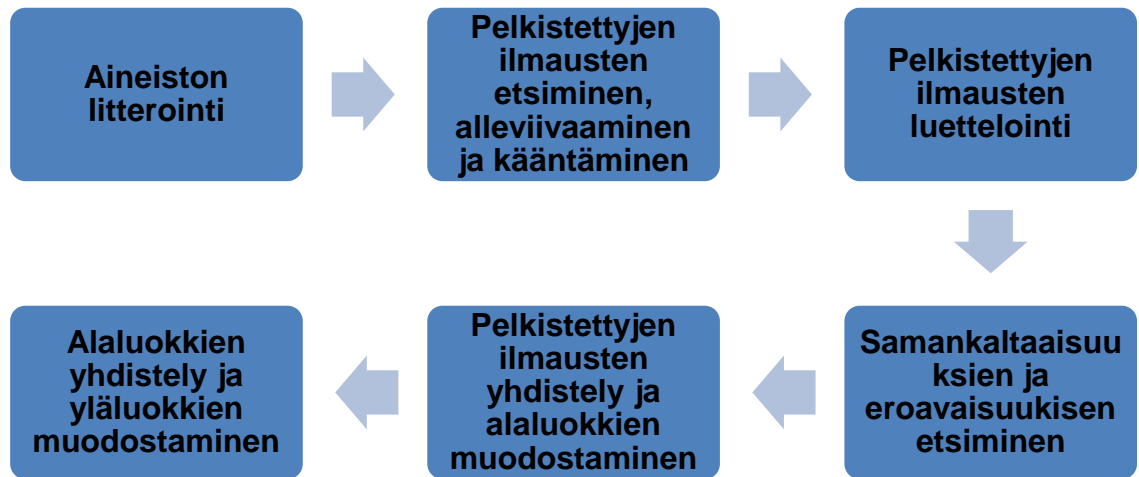 Aineiston
litterointi
Pelkistettyjen
ilmausten
etsiminen,
alleviivaaminen
ja kääntäminen
Pelkistettyjen
ilmausten
luettelointi
Samankaltaaisuu
ksien ja
eroavaisuukisen
etsiminen
Pelkistettyjen
ilmausten
yhdistely ja
alaluokkien
muodostaminen
Alaluokkien
yhdistely ja
yläluokkien
muodostaminen